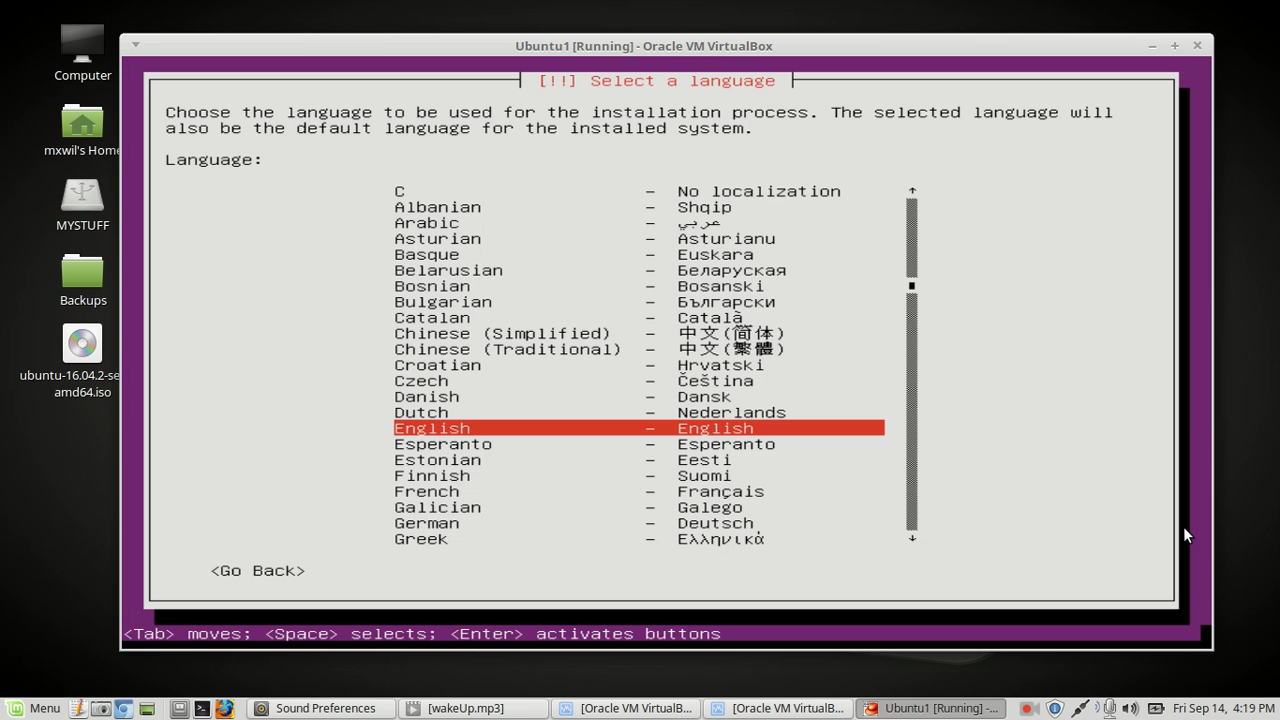 Ubuntu1 [Running] - Oracle VM VirtualBox
Computer
mxwil's Home
MYSTUFF
Backups
ubuntu-16.04.2-se
amd64.iso
[!!] Select a language
Choose the language to be used for the installation process. The selected language will
also be the default language for the installed system.
Language:
C - No localization
Albanian - Shqip
Arabic - عربي
Asturian - Asturianu
Basque - Euskara
Belarusian - Беларуская
Bosnian - Bosanski
Bulgarian - Български
Catalan - Català
Chinese (Simplified) - 中文(简体)
Chinese (Traditional) - 中文(繁體)
Croatian - Hrvatski
Czech - Čeština
Danish - Dansk
Dutch - Nederlands
English - English
Esperanto - Esperanto
Estonian - Eesti
Finnish - Suomi
French - Français
Galician - Galego
German - Deutsch
Greek - Ελληνικά
<Go Back>
<Tab> moves; <Space> selects; <Enter> activates buttons
Menu Sound Preferences [wakeUp.mp3] [Oracle VM VirtualB... [Oracle VM VirtualB... Ubuntu1 [Running] -... Fri Sep 14, 4:19 PM